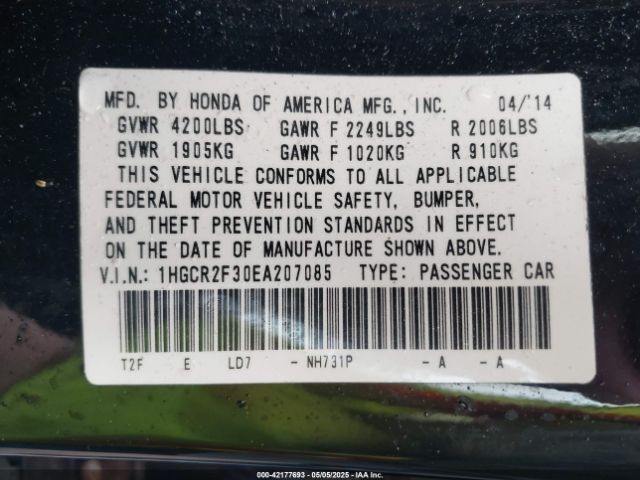 MFD. BY HONDA OF AMERICA MFG., INC. 04/'14
GVWR 4200LBS GAWR F 2249LBS R 2006LBS
GVWR 1905KG GAWR F 1020KG R 910KG
THIS VEHICLE CONFORMS TO ALL APPLICABLE
FEDERAL MOTOR VEHICLE SAFETY, BUMPER,
AND THEFT PREVENTION STANDARDS IN EFFECT
ON THE DATE OF MANUFACTURE SHOWN ABOVE.
V.I.N.: 1HGCR2F30EA207085 TYPE: PASSENGER CAR
T2F E LD7 - NH731P - A - A
000-42177693 - 05/05/2025 - IAA Inc.